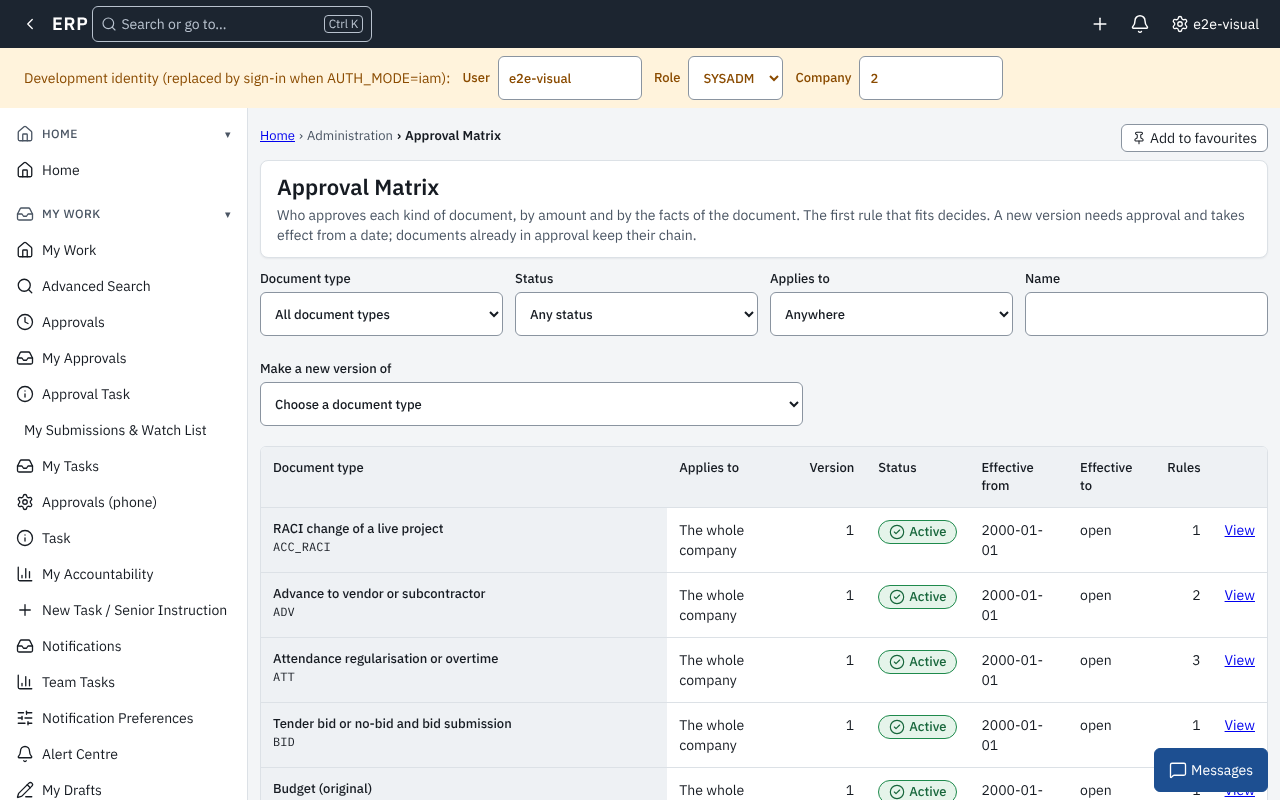 ERP
Search or go to...
Ctrl K
e2e-visual
Development identity (replaced by sign-in when AUTH_MODE=iam):
User
e2e-visual
Role
SYSADM
Company
2
HOME
Home
MY WORK
My Work
Advanced Search
Approvals
My Approvals
Approval Task
My Submissions & Watch List
My Tasks
Approvals (phone)
Task
My Accountability
New Task / Senior Instruction
Notifications
Team Tasks
Notification Preferences
Alert Centre
My Drafts
Home › Administration › Approval Matrix
Add to favourites
Approval Matrix
Who approves each kind of document, by amount and by the facts of the document. The first rule that fits decides. A new version needs approval and takes
effect from a date; documents already in approval keep their chain.
Document type
Status
Applies to
Name
All document types
Any status
Anywhere
Make a new version of
Choose a document type
Document type
Applies to
Version
Status
Effective
from
Effective
to
Rules
RACI change of a live project
ACC_RACI
The whole
company
1
Active
2000-01-
01
open
1
View
Advance to vendor or subcontractor
ADV
The whole
company
1
Active
2000-01-
01
open
2
View
Attendance regularisation or overtime
ATT
The whole
company
1
Active
2000-01-
01
open
3
View
Tender bid or no-bid and bid submission
BID
The whole
company
1
Active
2000-01-
01
open
1
View
Budget (original)
The whole
1
Active
2000-01-
open
Messages